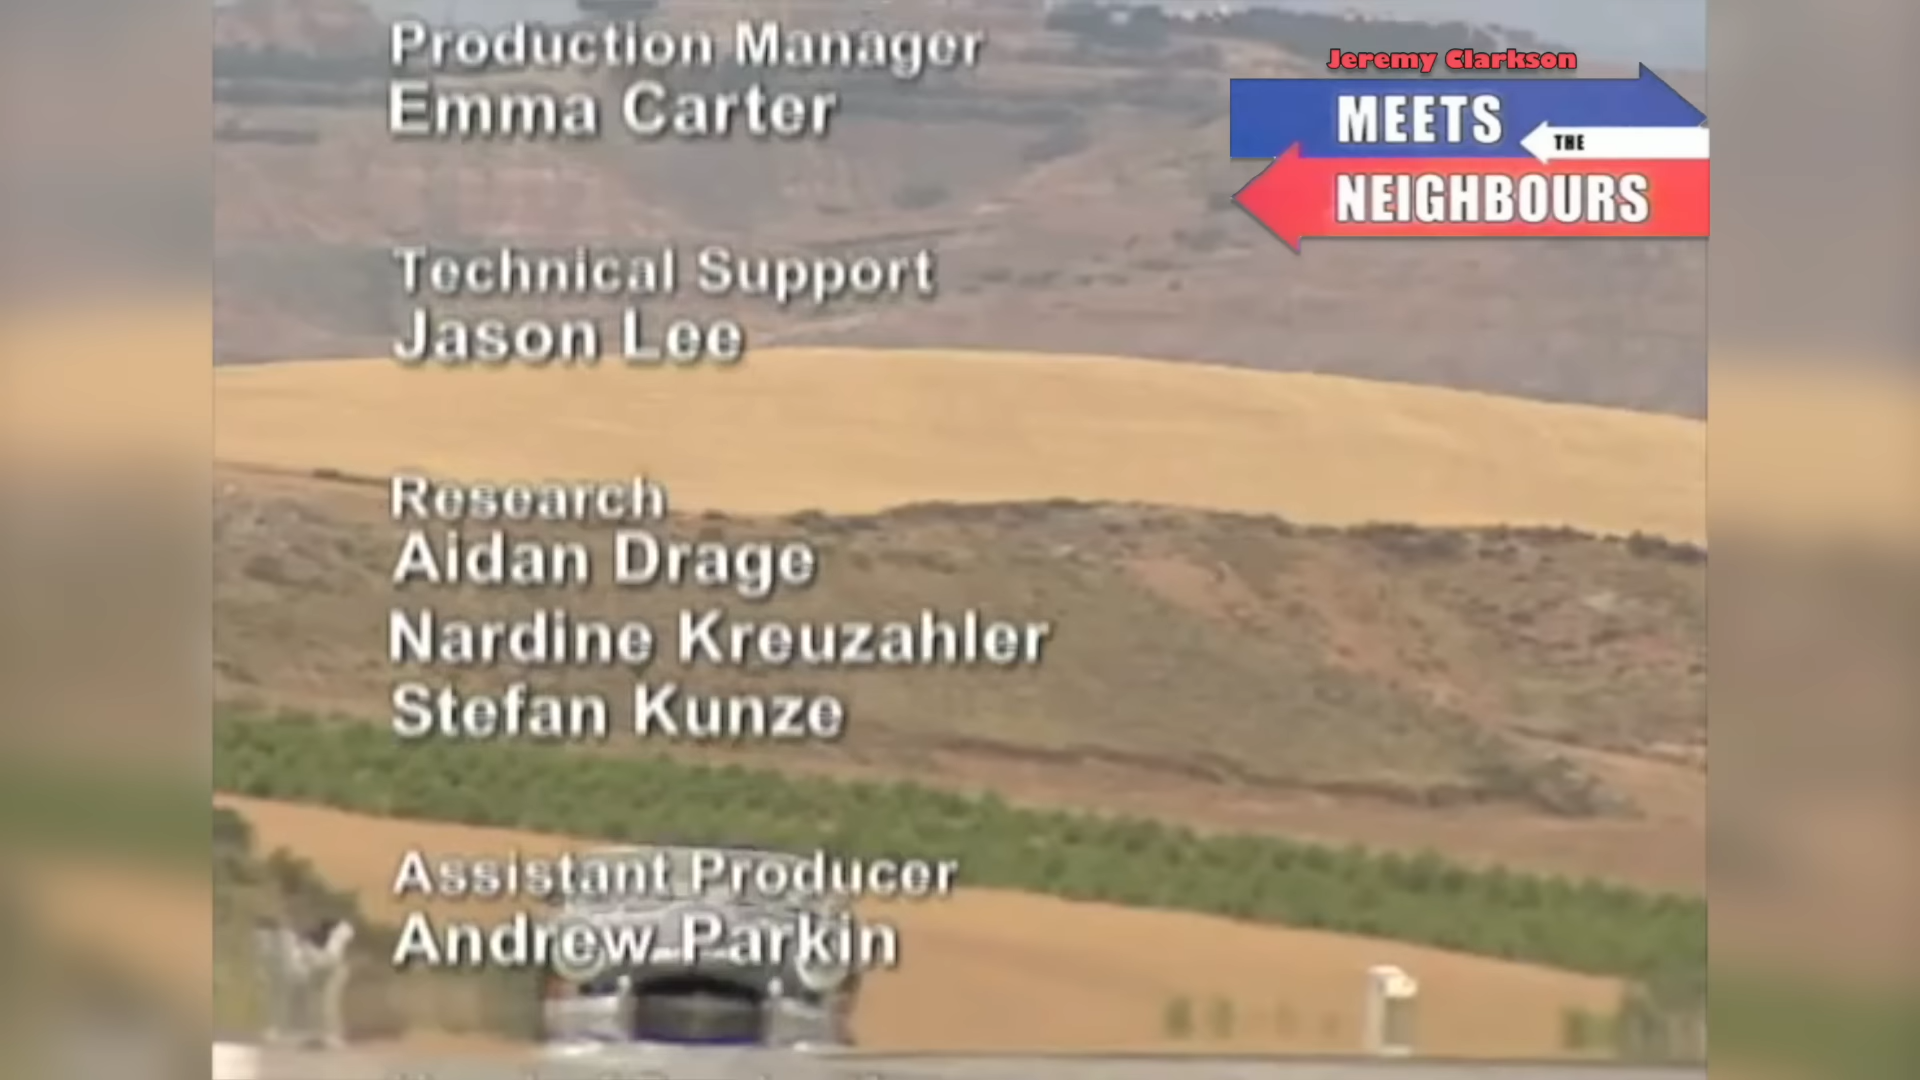 Production Manager
Emma Carter
Jeremy Clarkson
MEETS
THE
NEIGHBOURS
Technical Support
Jason Lee
Research
Aidan Drage
Nardine Kreuzahler
Stefan Kunze
Assistant Producer
Andrew Parkin